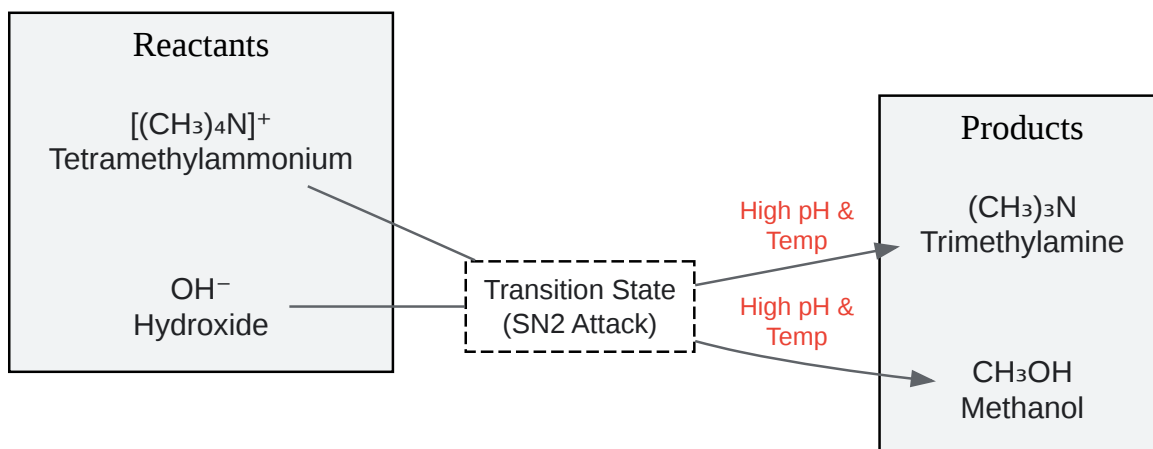 Reactants
[(CH₃)₄N]⁺
Tetramethylammonium
OH⁻
Hydroxide
Transition State
(SN2 Attack)
High pH &
Temp
High pH &
Temp
Products
(CH₃)₃N
Trimethylamine
CH₃OH
Methanol